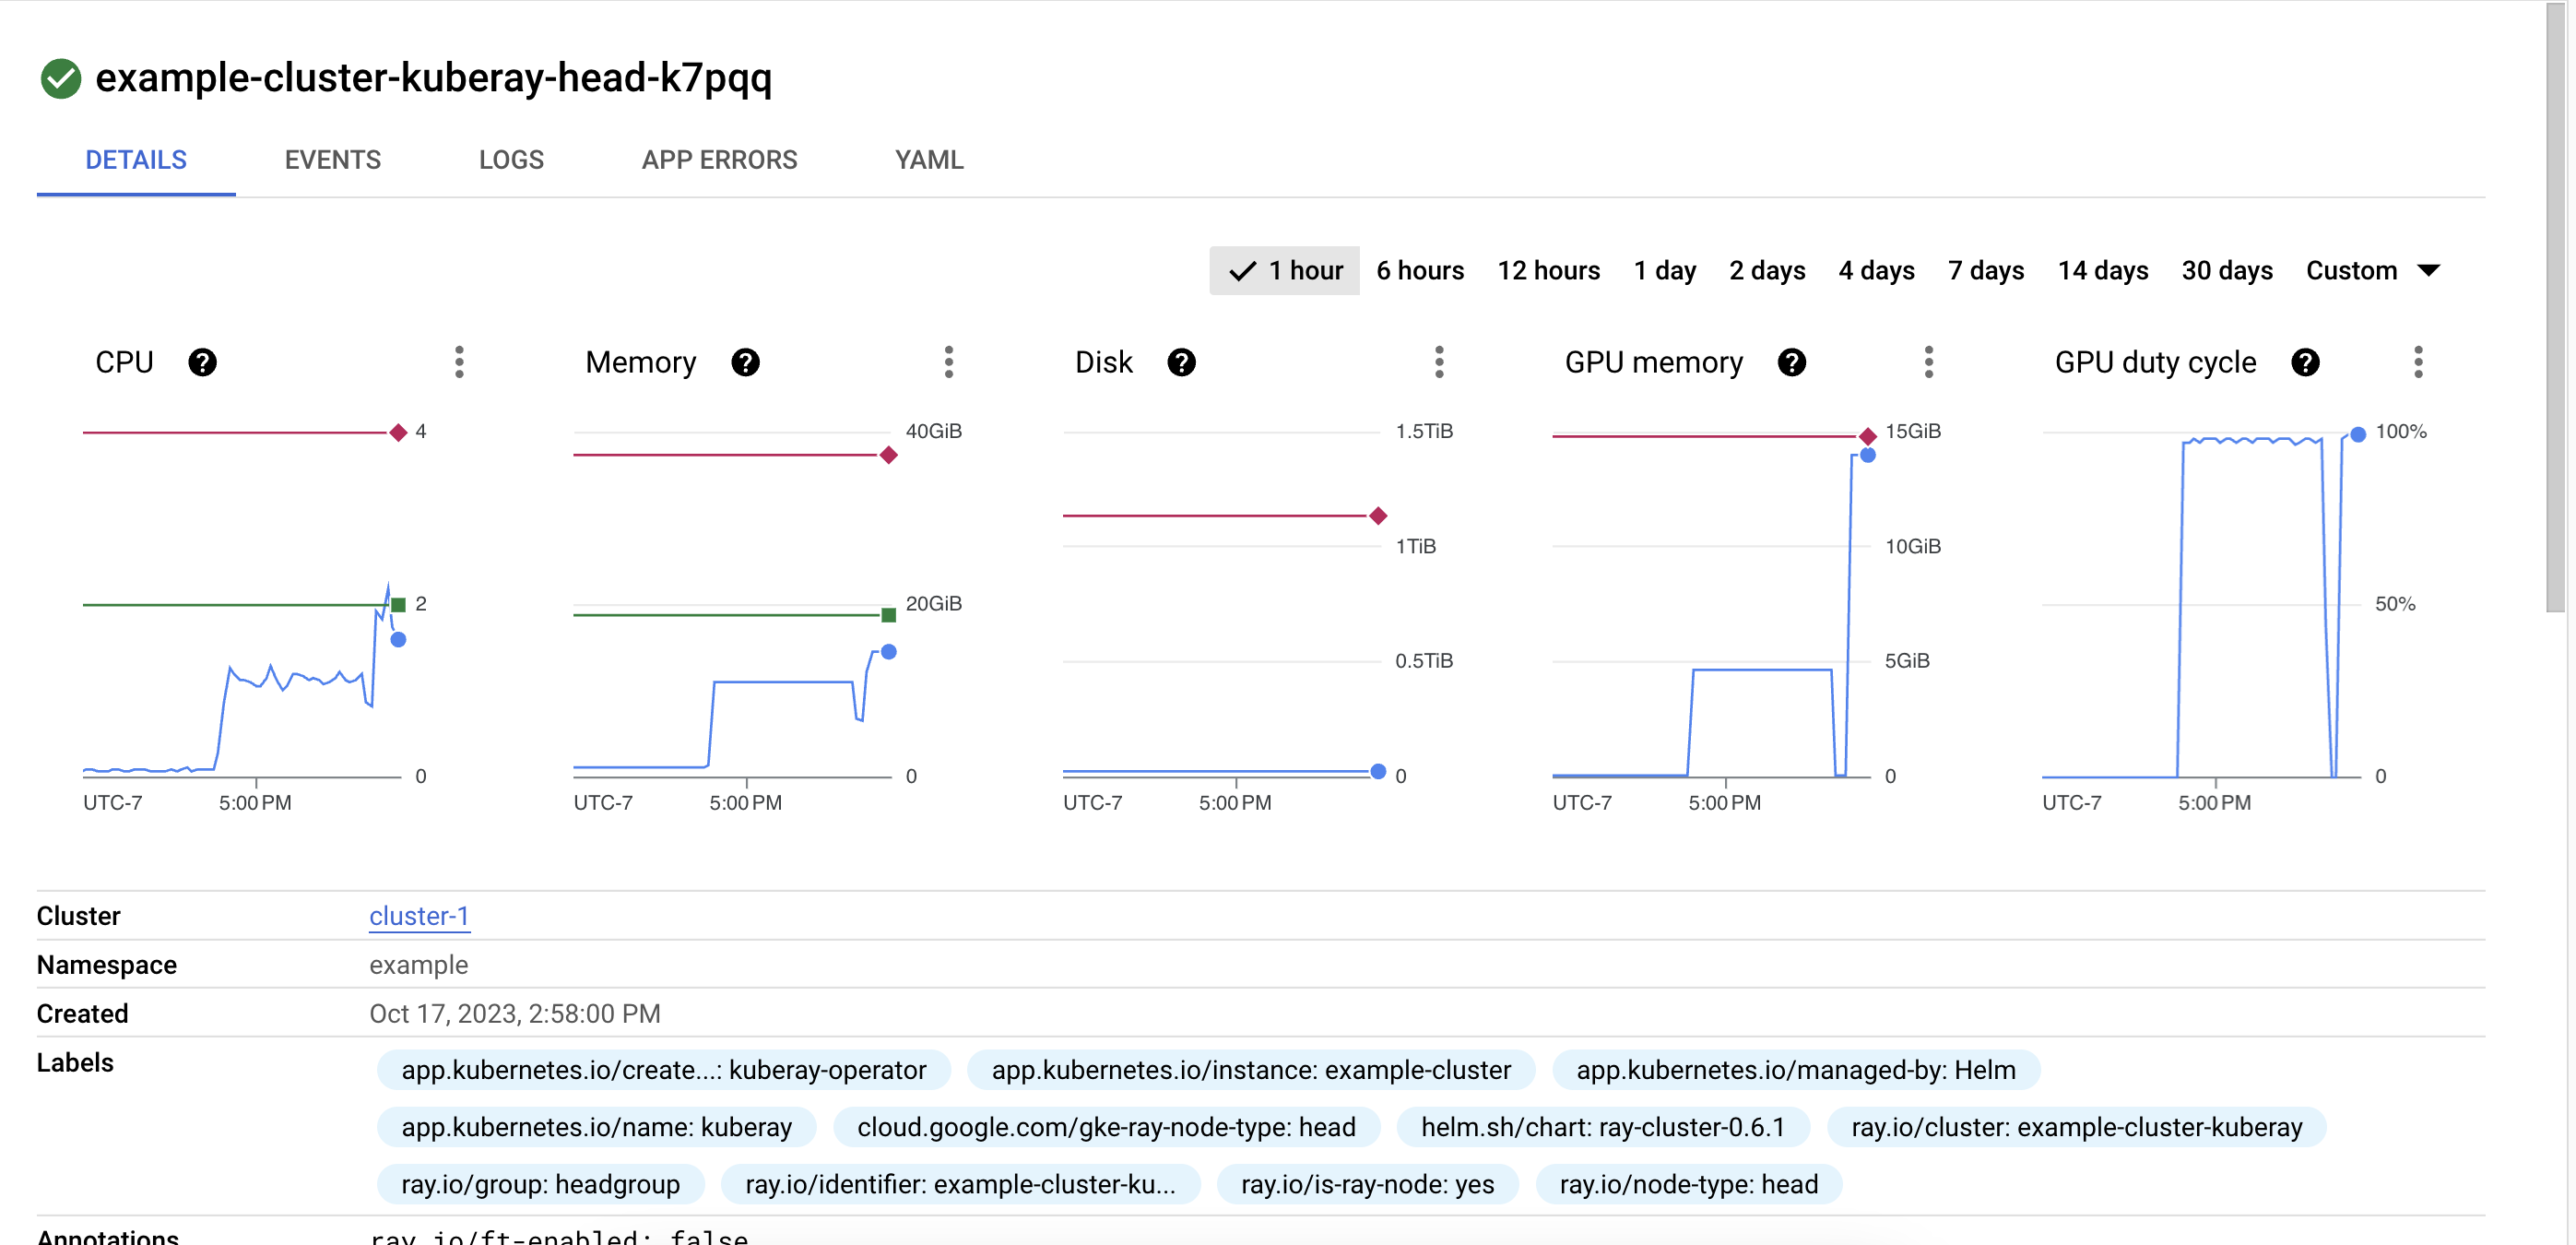 example-cluster-kuberay-head-k7pqq
DETAILS EVENTS LOGS APP ERRORS YAML
1 hour 6 hours 12 hours 1 day 2 days 4 days 7 days 14 days 30 days Custom
CPU Memory Disk GPU memory GPU duty cycle
4
2
0
UTC-7 5:00 PM
40GiB
20GiB
0
UTC-7 5:00 PM
1.5TiB
1TiB
0.5TiB
0
UTC-7 5:00 PM
15GiB
10GiB
5GiB
0
UTC-7 5:00 PM
100%
50%
0
UTC-7 5:00 PM
Cluster cluster-1
Namespace example
Created Oct 17, 2023, 2:58:00 PM
Labels app.kubernetes.io/create...: kuberay-operator app.kubernetes.io/instance: example-cluster app.kubernetes.io/managed-by: Helm
app.kubernetes.io/name: kuberay cloud.google.com/gke-ray-node-type: head helm.sh/chart: ray-cluster-0.6.1 ray.io/cluster: example-cluster-kuberay
ray.io/group: headgroup ray.io/identifier: example-cluster-ku... ray.io/is-ray-node: yes ray.io/node-type: head
Annotations ray.io/ft-enabled: false